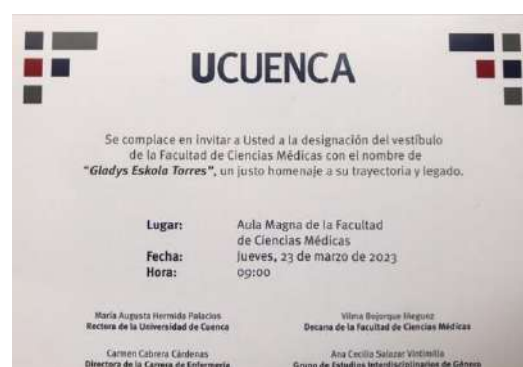 UCUENCA
Se complace en invitar a Usted a la designación del vestíbulo
de la Facultad de Ciencias Médicas con el nombre de
"Gladys Eskola Torres", un justo homenaje a su trayectoria y legado.
Lugar: Aula Magna de la Facultad
de Ciencias Médicas
Fecha: Jueves, 23 de marzo de 2023
Hora: 09:00
María Augusta Hermida Palacios
Rectora de la Universidad de Cuenca
Vilma Bojorque Iñeguez
Decana de la Facultad de Ciencias Médicas
Carmen Cabrera Cárdenas
Directora de la Carrera de Enfermería
Ana Cecilia Salazar Vintimilla
Grupo de Estudios Interdisciplinarios de Género